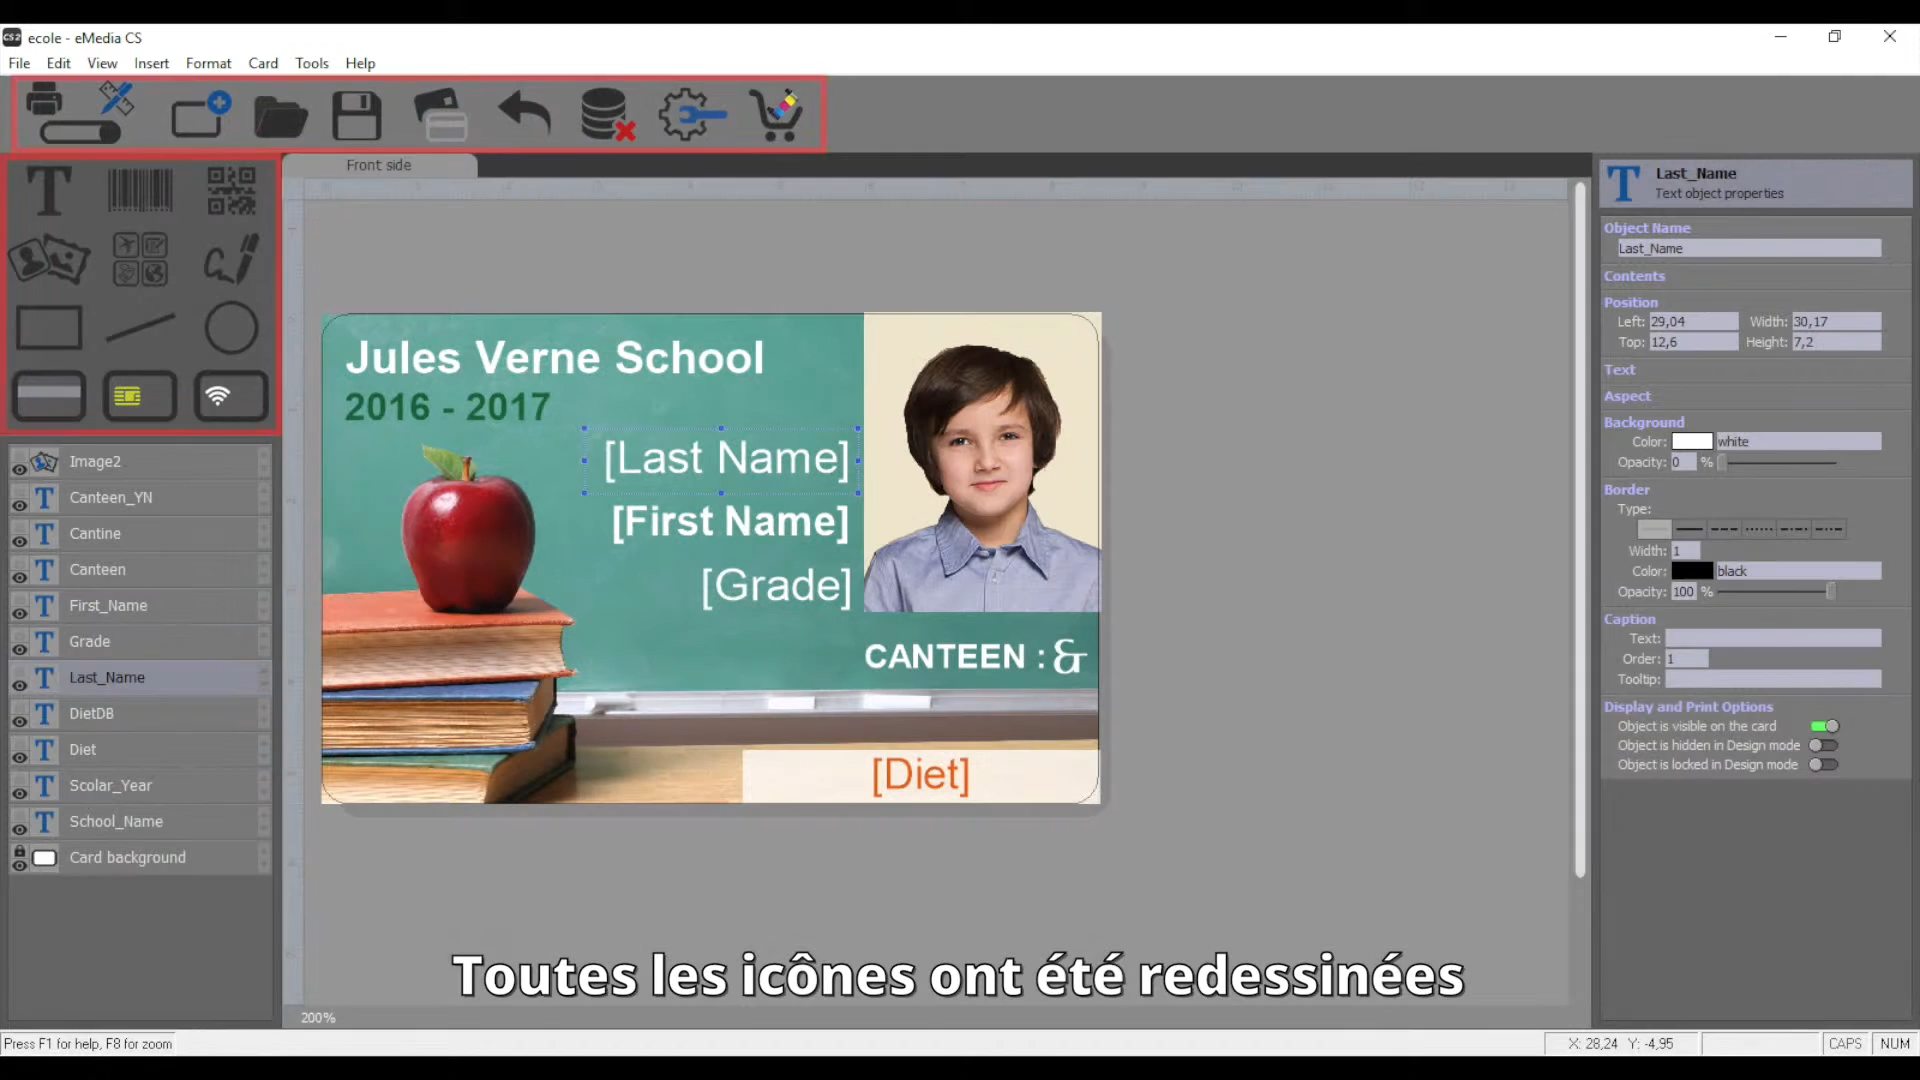 CS2 ecole - eMedia CS
File Edit View Insert Format Card Tools Help
Front side
Image2
Canteen_YN
Cantine
Canteen
First_Name
Grade
Last_Name
DietDB
Diet
Scolar_Year
School_Name
Card background
Jules Verne School
2016 - 2017
[Last Name]
[First Name]
[Grade]
CANTEEN : &
[Diet]
Toutes les icônes ont été redessinées
200%
Last_Name
Text object properties
Object Name
Last_Name
Contents
Position
Left: 29,04 Width: 30,17
Top: 12,6 Height: 7,2
Text
Aspect
Background
Color: white
Opacity: 0 %
Border
Type:
Width: 1
Color: black
Opacity: 100 %
Caption
Text:
Order: 1
Tooltip:
Display and Print Options
Object is visible on the card
Object is hidden in Design mode
Object is locked in Design mode
Press F1 for help, F8 for zoom
X: 28,24 Y: -4,95
CAPS NUM